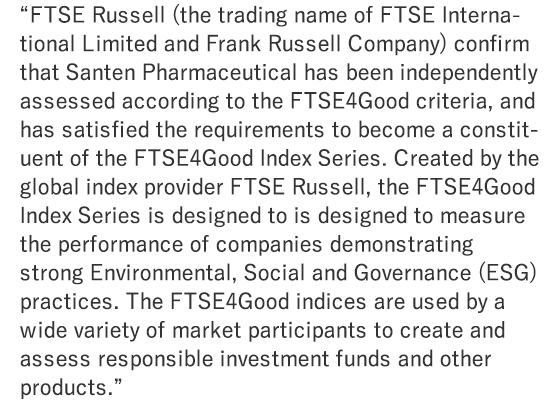 “FTSE Russell (the trading name of FTSE Interna-
tional Limited and Frank Russell Company) confirm
that Santen Pharmaceutical has been independently
assessed according to the FTSE4Good criteria, and
has satisfied the requirements to become a constit-
uent of the FTSE4Good Index Series. Created by the
global index provider FTSE Russell, the FTSE4Good
Index Series is designed to is designed to measure
the performance of companies demonstrating
strong Environmental, Social and Governance (ESG)
practices. The FTSE4Good indices are used by a
wide variety of market participants to create and
assess responsible investment funds and other
products.”